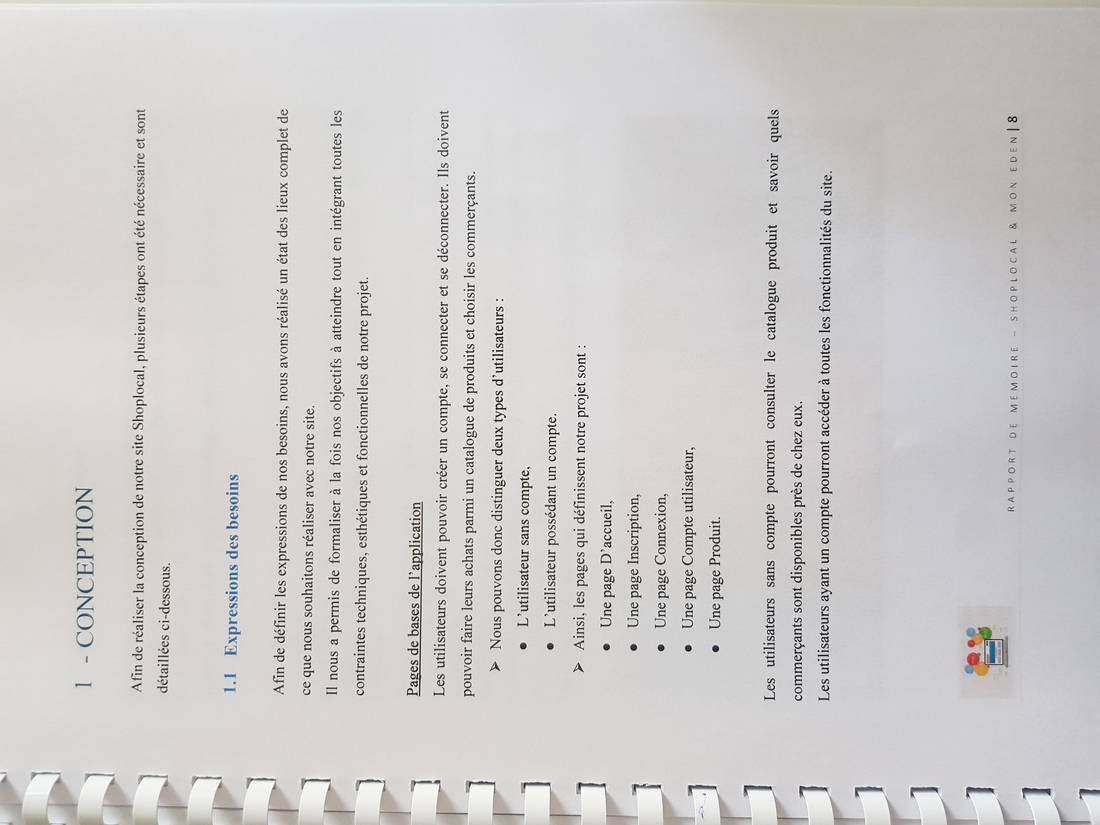 1 - CONCEPTION
Afin de réaliser la conception de notre site Shoplocal, plusieurs étapes ont été nécessaire et sont
détaillées ci-dessous.
1.1 Expressions des besoins
Afin de définir les expressions de nos besoins, nous avons réalisé un état des lieux complet de
ce que nous souhaitons réaliser avec notre site.
Il nous a permis de formaliser à la fois nos objectifs à atteindre tout en intégrant toutes les
contraintes techniques, esthétiques et fonctionnelles de notre projet.
Pages de bases de l'application
Les utilisateurs doivent pouvoir créer un compte, se connecter et se déconnecter. Ils doivent
pouvoir faire leurs achats parmi un catalogue de produits et choisir les commerçants.
➢ Nous pouvons donc distinguer deux types d'utilisateurs :
● L'utilisateur sans compte,
● L'utilisateur possédant un compte.
➢ Ainsi, les pages qui définissent notre projet sont :
● Une page D'accueil,
● Une page Inscription,
● Une page Connexion,
● Une page Compte utilisateur,
● Une page Produit.
Les utilisateurs sans compte pourront consulter le catalogue produit et savoir quels
commerçants sont disponibles près de chez eux.
Les utilisateurs ayant un compte pourront accéder à toutes les fonctionnalités du site.
RAPPORT DE MEMOIRE – SHOPLOCAL & MON EDEN | 8